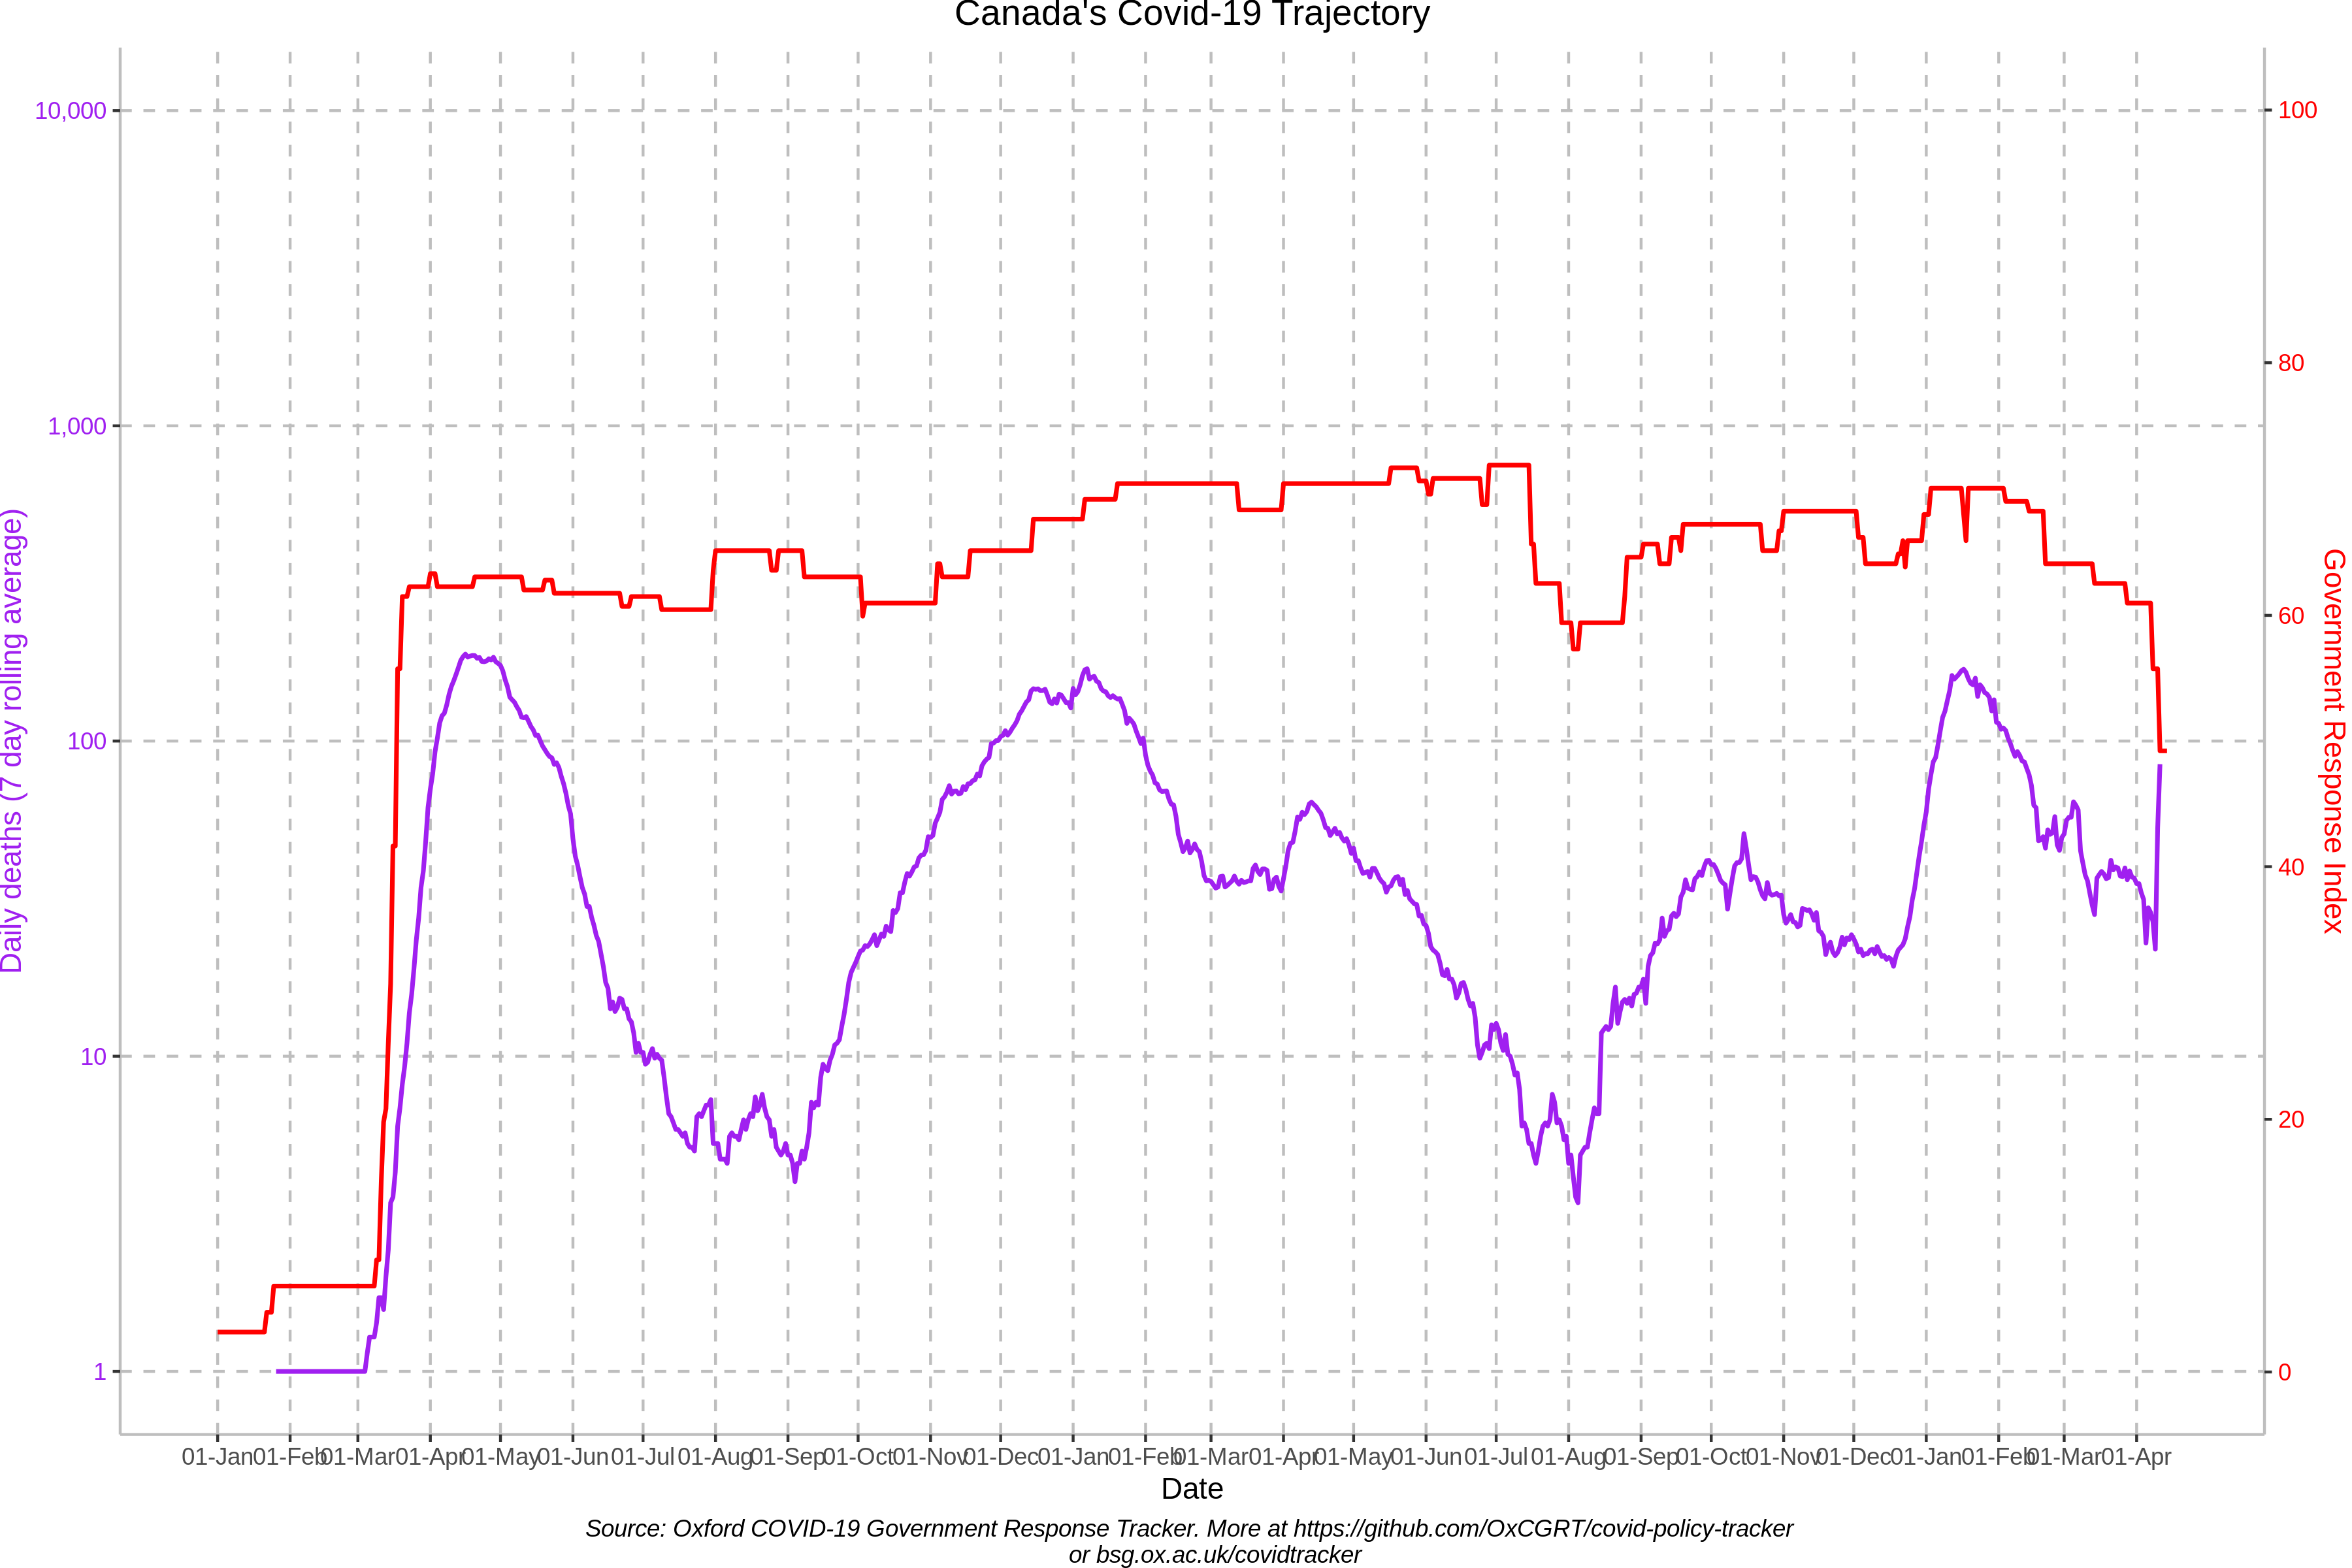 Canada's Covid-19 Trajectory
10,000
1,000
100
10
1
Daily deaths (7 day rolling average)
100
80
60
40
20
0
Government Response Index
01-Jan 01-Feb 01-Mar 01-Apr 01-May 01-Jun 01-Jul 01-Aug 01-Sep 01-Oct 01-Nov 01-Dec 01-Jan 01-Feb 01-Mar 01-Apr 01-May 01-Jun 01-Jul 01-Aug 01-Sep 01-Oct 01-Nov 01-Dec 01-Jan 01-Feb 01-Mar 01-Apr
Date
Source: Oxford COVID-19 Government Response Tracker. More at https://github.com/OxCGRT/covid-policy-tracker
or bsg.ox.ac.uk/covidtracker